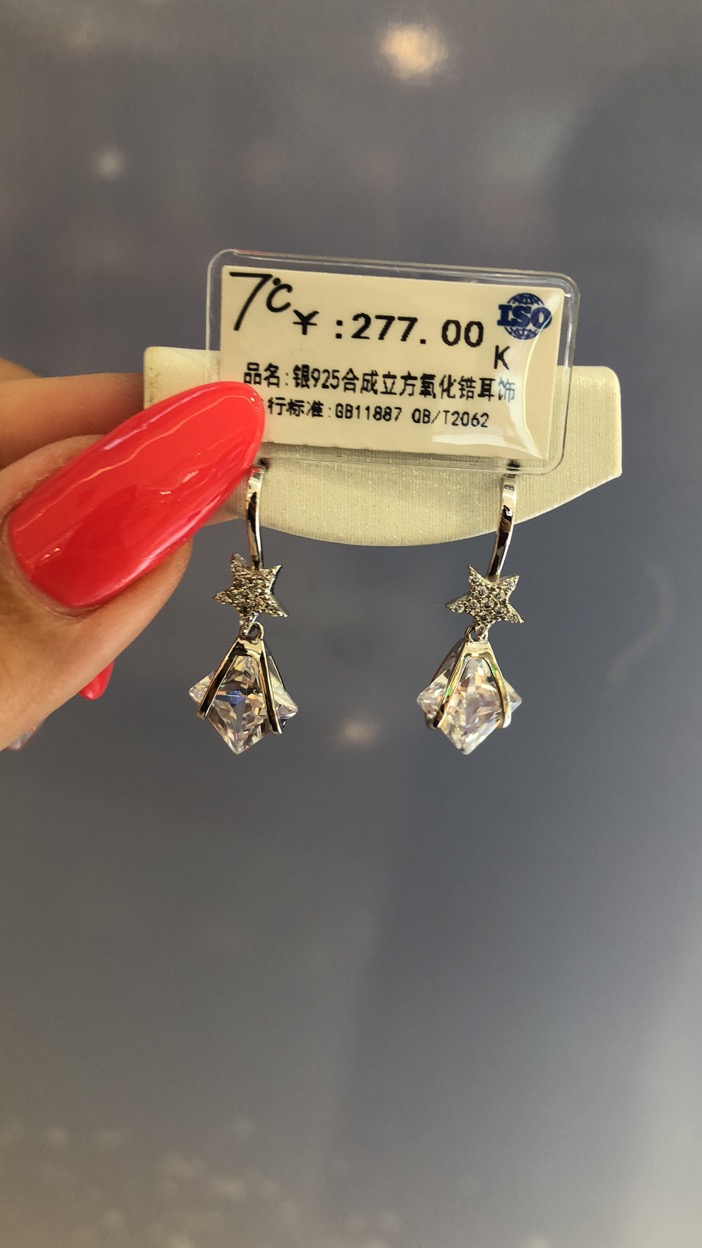 7℃
¥:277.00
ISO
K
品名:银925合成立方氧化锆耳饰
行标准:GB11887 QB/T2062